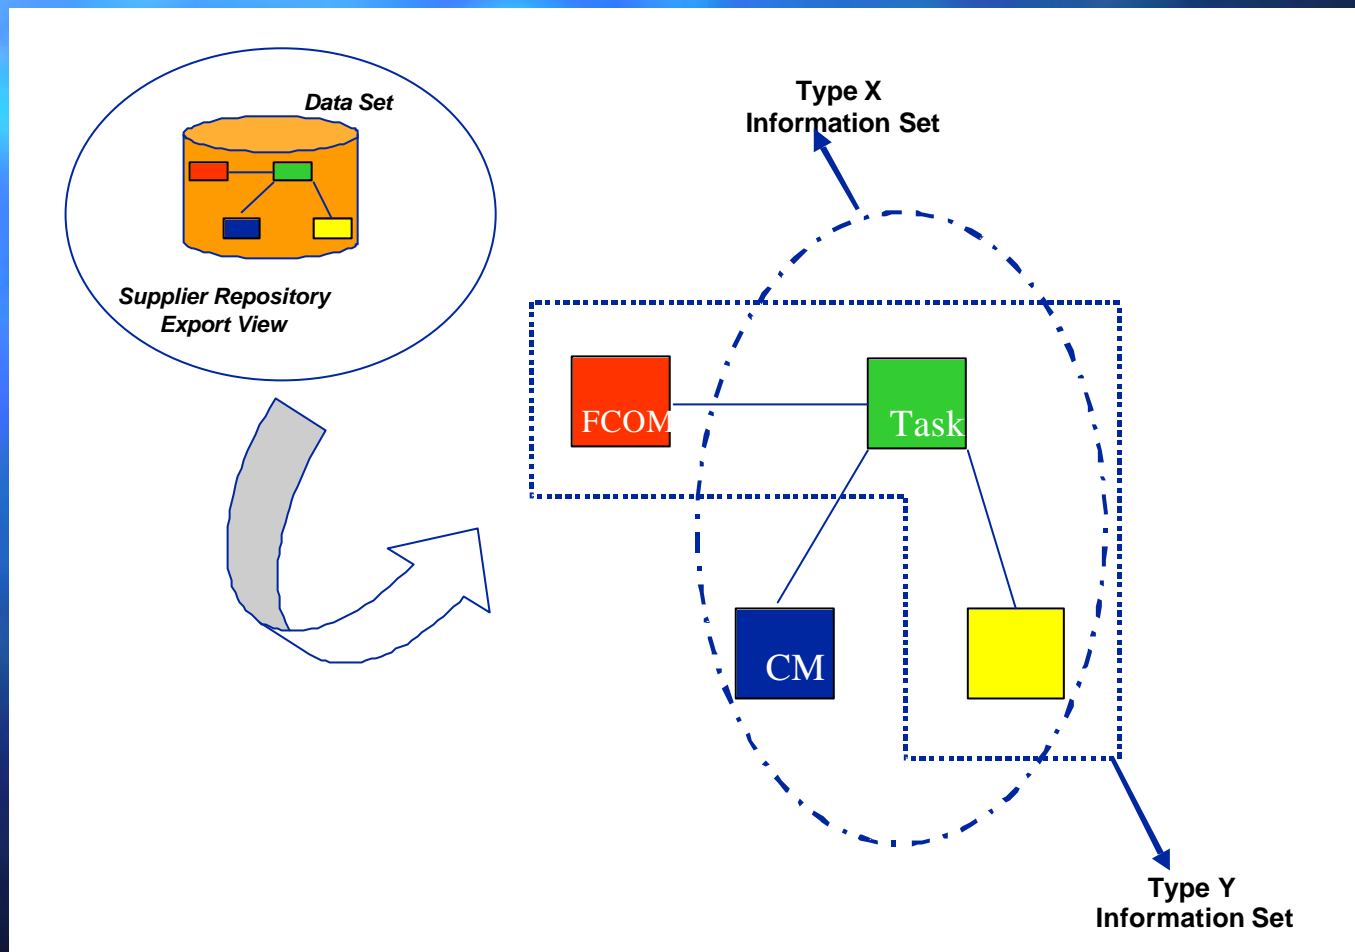 Data Set
Supplier Repository
Export View
Type X
Information Set
FCOM
Task
CM
Type Y
Information Set